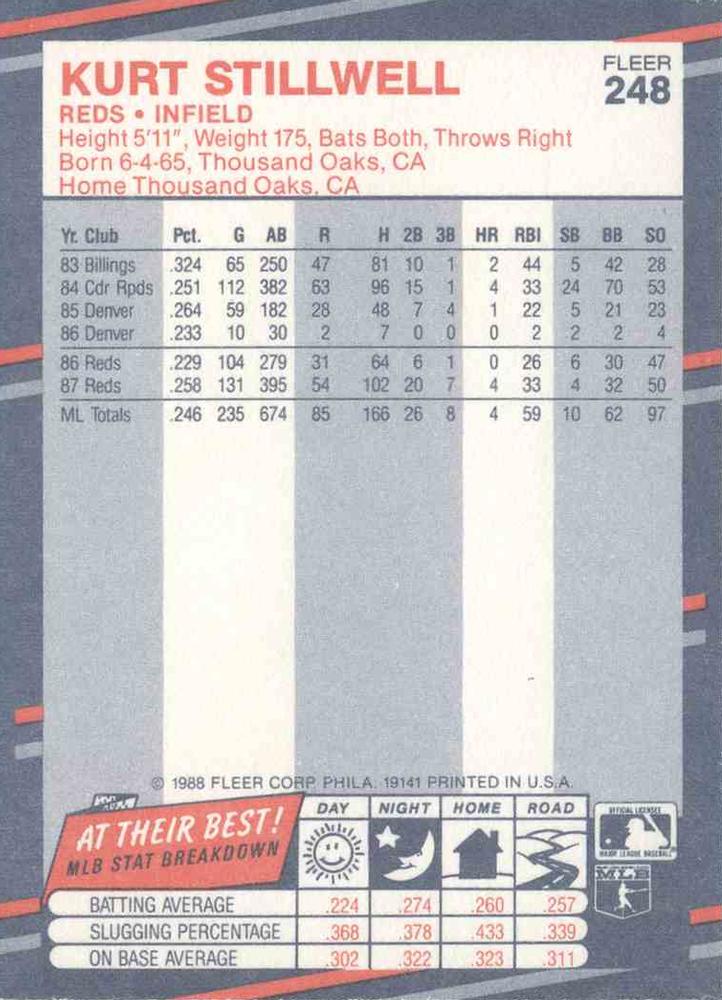 KURT STILLWELL
FLEER
248
REDS • INFIELD
Height 5'11", Weight 175, Bats Both, Throws Right
Born 6-4-65, Thousand Oaks, CA
Home Thousand Oaks, CA
Yr. Club Pct. G AB R H 2B 3B HR RBI SB BB SO
83 Billings .324 65 250 47 81 10 1 2 44 5 42 28
84 Cdr Rpds .251 112 382 63 96 15 1 4 33 24 70 53
85 Denver .264 59 182 28 48 7 4 1 22 5 21 23
86 Denver .233 10 30 2 7 0 0 0 2 2 2 4
86 Reds .229 104 279 31 64 6 1 0 26 6 30 47
87 Reds .258 131 395 54 102 20 7 4 33 4 32 50
ML Totals .246 235 674 85 166 26 8 4 59 10 62 97
© 1988 FLEER CORP. PHILA. 19141 PRINTED IN U.S.A.
AT THEIR BEST!
MLB STAT BREAKDOWN
DAY NIGHT HOME ROAD
OFFICIAL LICENSEE
MAJOR LEAGUE BASEBALL
MLB
BATTING AVERAGE .224 .274 .260 .257
SLUGGING PERCENTAGE .368 .378 .433 .339
ON BASE AVERAGE .302 .322 .323 .311